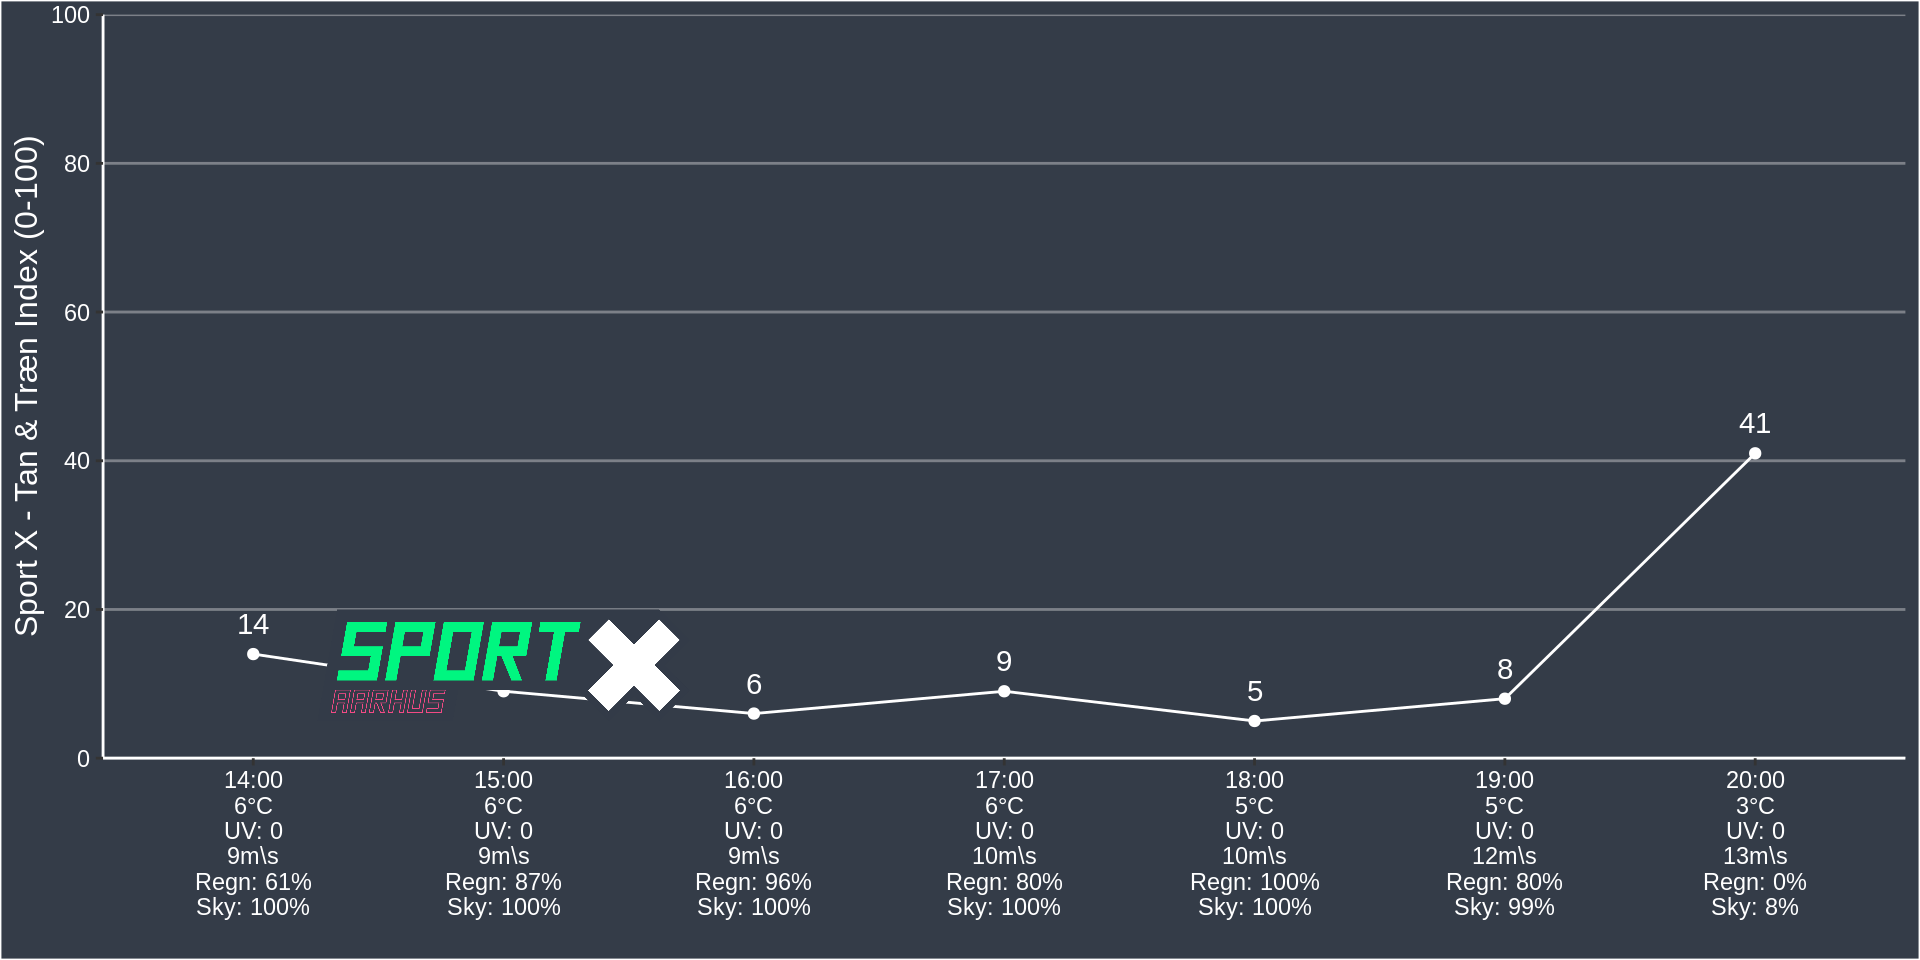 100
80
60
40
20
0
Sport X - Tan & Træn Index (0-100)
14
6
9
5
8
41
SPORT X
AARHUS
14:00 15:00 16:00 17:00 18:00 19:00 20:00
6°C 6°C 6°C 6°C 5°C 5°C 3°C
UV: 0 UV: 0 UV: 0 UV: 0 UV: 0 UV: 0 UV: 0
9m\s 9m\s 9m\s 10m\s 10m\s 12m\s 13m\s
Regn: 61% Regn: 87% Regn: 96% Regn: 80% Regn: 100% Regn: 80% Regn: 0%
Sky: 100% Sky: 100% Sky: 100% Sky: 100% Sky: 100% Sky: 99% Sky: 8%